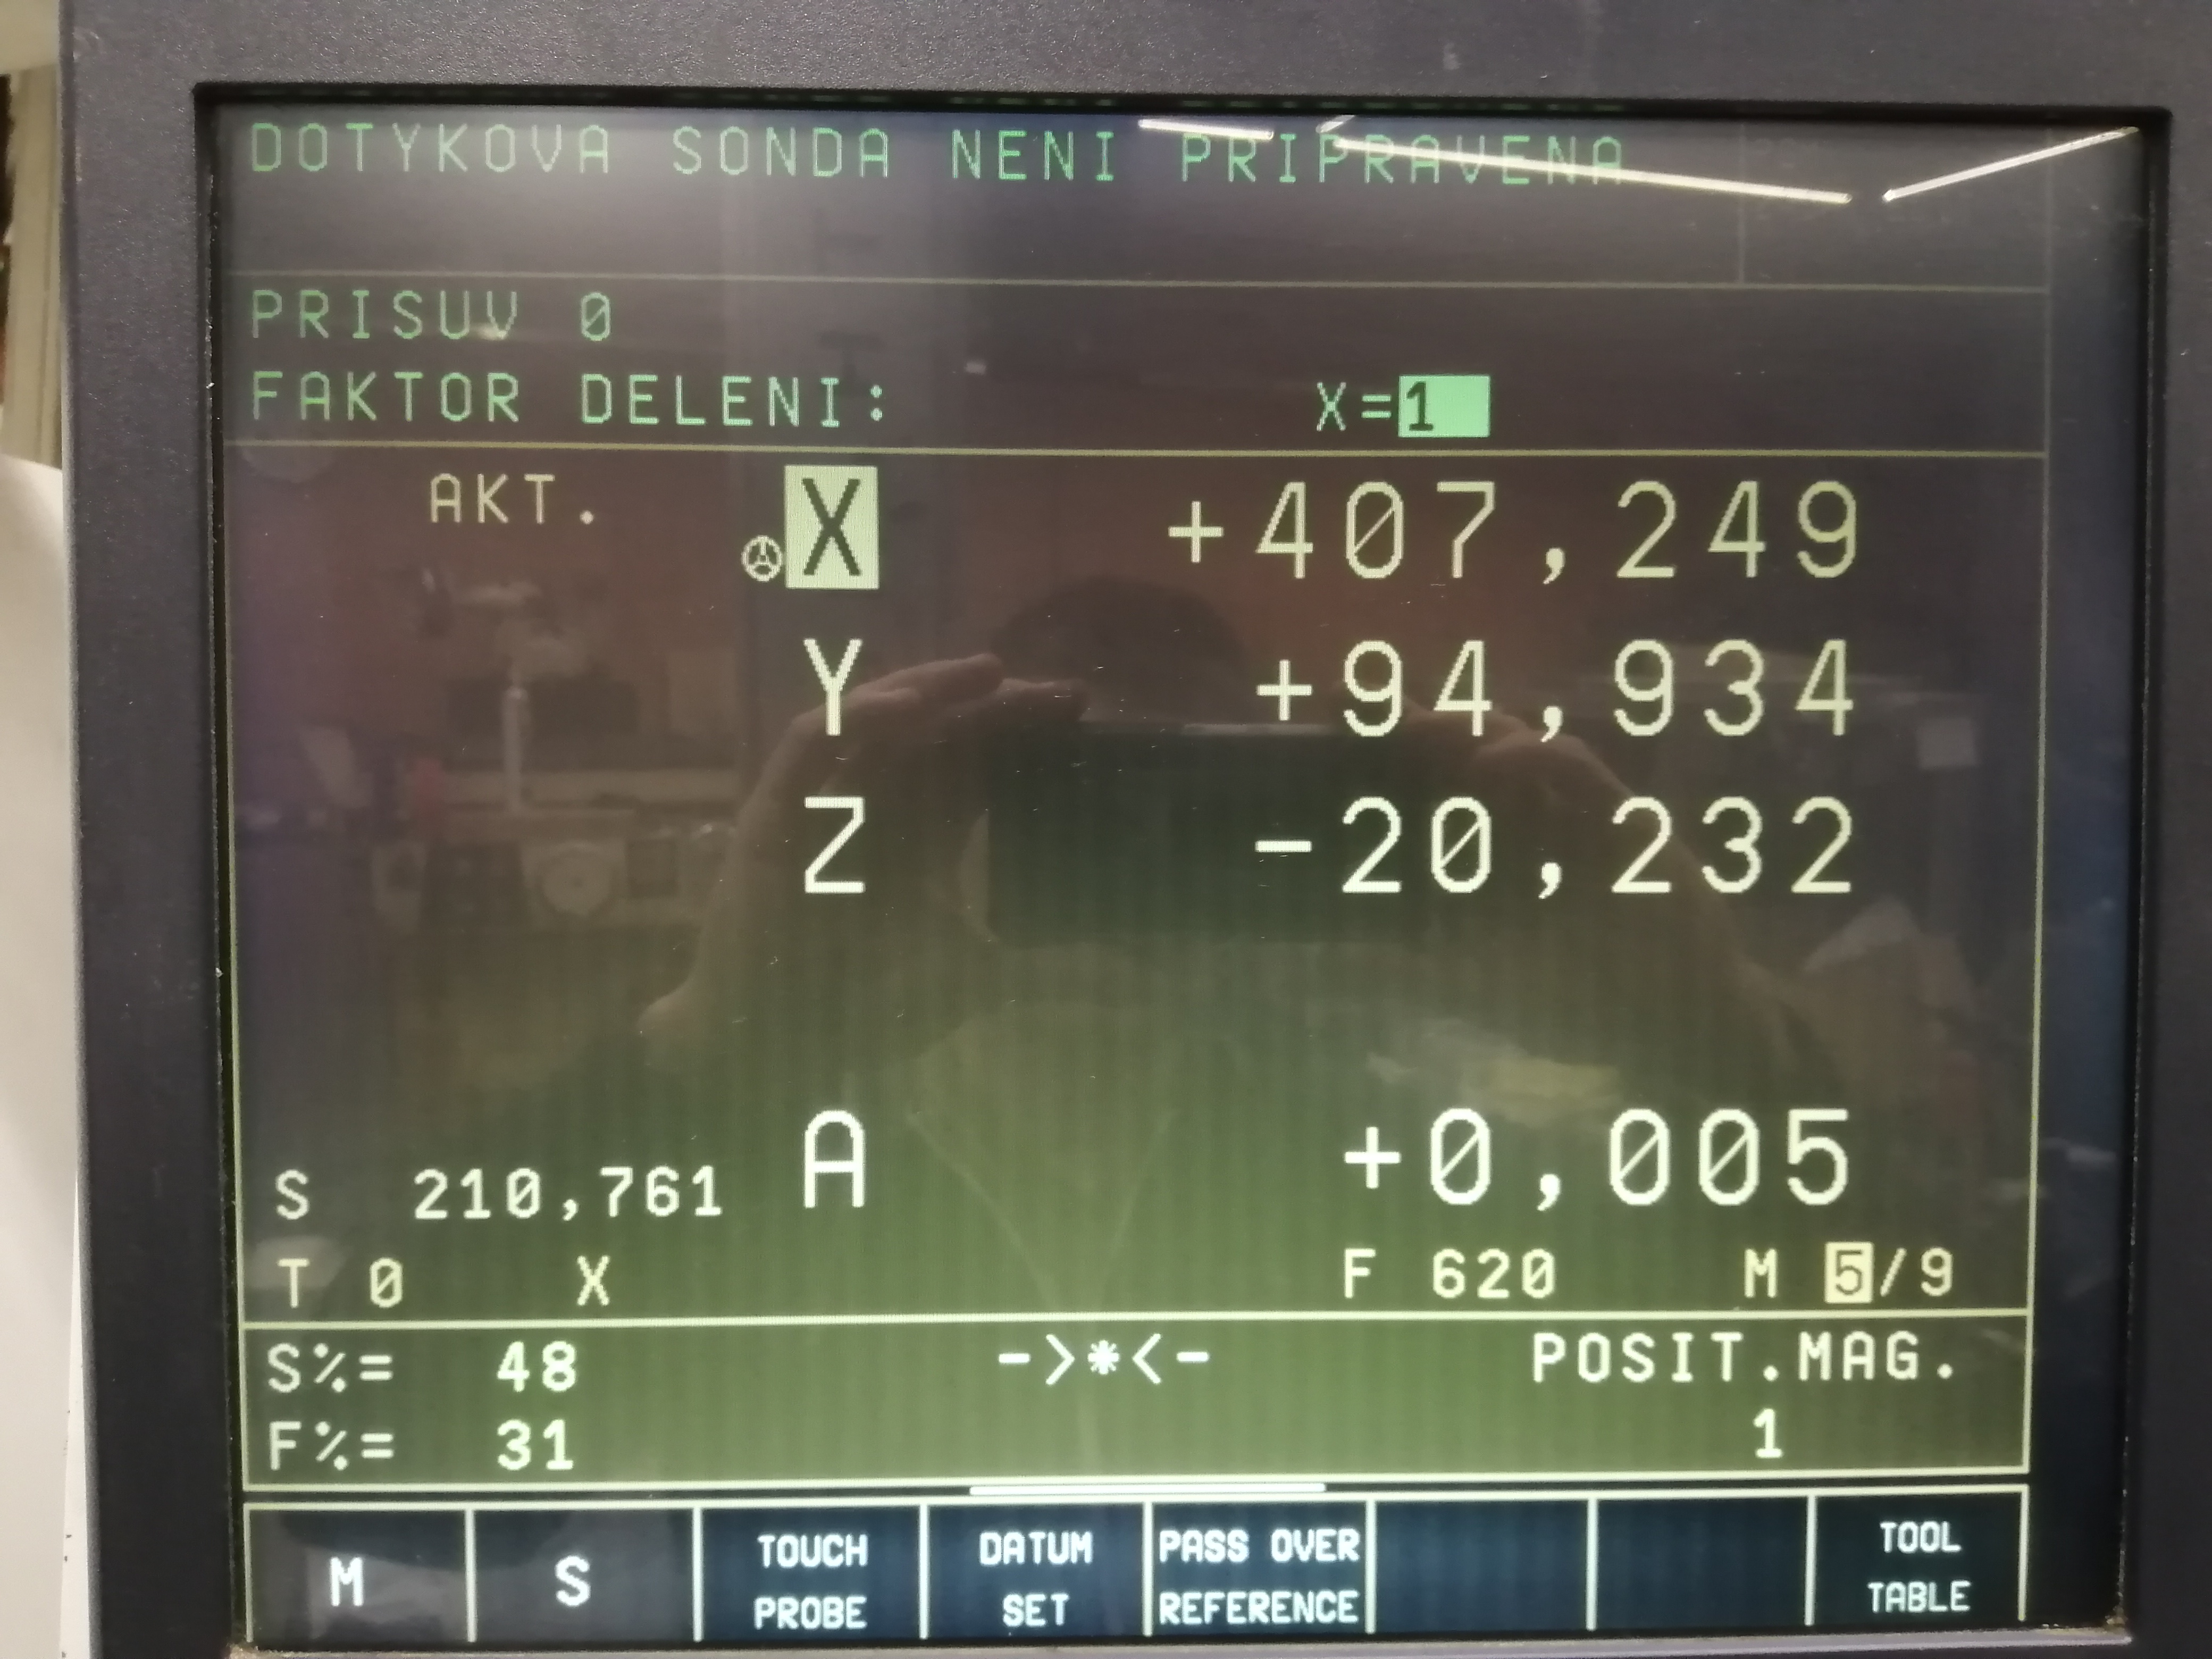 DOTYKOVA SONDA NENI PRIPRAVENA
PRISUV 0
FAKTOR DELENI: X=1
AKT. X +407,249
Y +94,934
Z -20,232
A +0,005
S 210,761
T 0 X F 620 M 5/9
S%= 48 ->*<- POSIT.MAG.
F%= 31 1
M S TOUCH PROBE DATUM SET PASS OVER REFERENCE TOOL TABLE